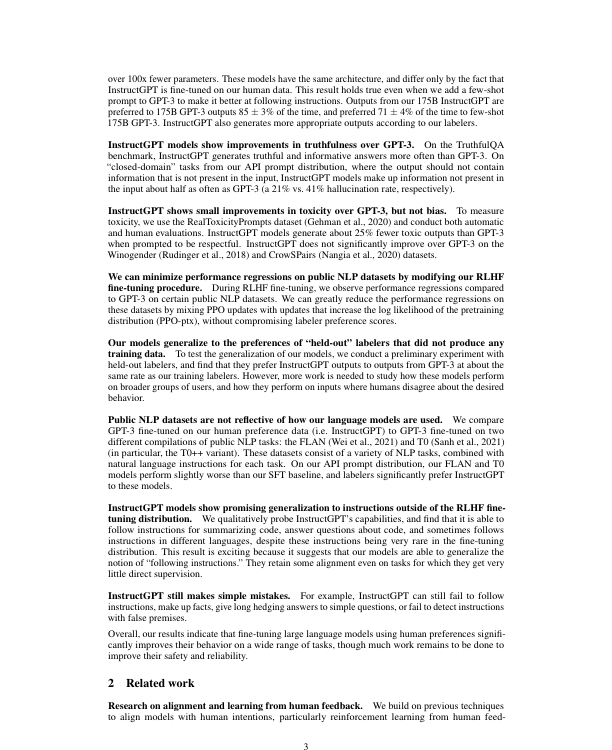 over 100x fewer parameters. These models have the same architecture, and differ only by the fact that
InstructGPT is fine-tuned on our human data. This result holds true even when we add a few-shot
prompt to GPT-3 to make it better at following instructions. Outputs from our 175B InstructGPT are
preferred to 175B GPT-3 outputs 85 ± 3% of the time, and preferred 71 ± 4% of the time to few-shot
175B GPT-3. InstructGPT also generates more appropriate outputs according to our labelers.
InstructGPT models show improvements in truthfulness over GPT-3. On the TruthfulQA
benchmark, InstructGPT generates truthful and informative answers more often than GPT-3. On
“closed-domain” tasks from our API prompt distribution, where the output should not contain
information that is not present in the input, InstructGPT models make up information not present in
the input about half as often as GPT-3 (a 21% vs. 41% hallucination rate, respectively).
InstructGPT shows small improvements in toxicity over GPT-3, but not bias. To measure
toxicity, we use the RealToxicityPrompts dataset (Gehman et al., 2020) and conduct both automatic
and human evaluations. InstructGPT models generate about 25% fewer toxic outputs than GPT-3
when prompted to be respectful. InstructGPT does not significantly improve over GPT-3 on the
Winogender (Rudinger et al., 2018) and CrowSPairs (Nangia et al., 2020) datasets.
We can minimize performance regressions on public NLP datasets by modifying our RLHF
fine-tuning procedure. During RLHF fine-tuning, we observe performance regressions compared
to GPT-3 on certain public NLP datasets. We can greatly reduce the performance regressions on
these datasets by mixing PPO updates with updates that increase the log likelihood of the pretraining
distribution (PPO-ptx), without compromising labeler preference scores.
Our models generalize to the preferences of “held-out” labelers that did not produce any
training data. To test the generalization of our models, we conduct a preliminary experiment with
held-out labelers, and find that they prefer InstructGPT outputs to outputs from GPT-3 at about the
same rate as our training labelers. However, more work is needed to study how these models perform
on broader groups of users, and how they perform on inputs where humans disagree about the desired
behavior.
Public NLP datasets are not reflective of how our language models are used. We compare
GPT-3 fine-tuned on our human preference data (i.e. InstructGPT) to GPT-3 fine-tuned on two
different compilations of public NLP tasks: the FLAN (Wei et al., 2021) and T0 (Sanh et al., 2021)
(in particular, the T0++ variant). These datasets consist of a variety of NLP tasks, combined with
natural language instructions for each task. On our API prompt distribution, our FLAN and T0
models perform slightly worse than our SFT baseline, and labelers significantly prefer InstructGPT
to these models.
InstructGPT models show promising generalization to instructions outside of the RLHF fine-
tuning distribution. We qualitatively probe InstructGPT’s capabilities, and find that it is able to
follow instructions for summarizing code, answer questions about code, and sometimes follows
instructions in different languages, despite these instructions being very rare in the fine-tuning
distribution. This result is exciting because it suggests that our models are able to generalize the
notion of “following instructions.” They retain some alignment even on tasks for which they get very
little direct supervision.
InstructGPT still makes simple mistakes. For example, InstructGPT can still fail to follow
instructions, make up facts, give long hedging answers to simple questions, or fail to detect instructions
with false premises.
Overall, our results indicate that fine-tuning large language models using human preferences signifi-
cantly improves their behavior on a wide range of tasks, though much work remains to be done to
improve their safety and reliability.
2 Related work
Research on alignment and learning from human feedback. We build on previous techniques
to align models with human intentions, particularly reinforcement learning from human feed-
3